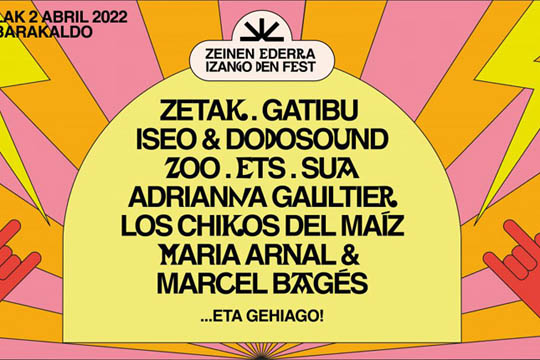 LAK 2 ABRIL 2022
BARAKALDO
ZEINEN EDERRA
IZANGO DEN FEST
ZETAK . GATIBU
ISEO & DODOSOUND
ZOO . ETS . SUA
ADRIANNA GAULTIER
LOS CHIKOS DEL MAÍZ
MARIA ARNAL &
MARCEL BAGÉS
...ETA GEHIAGO!